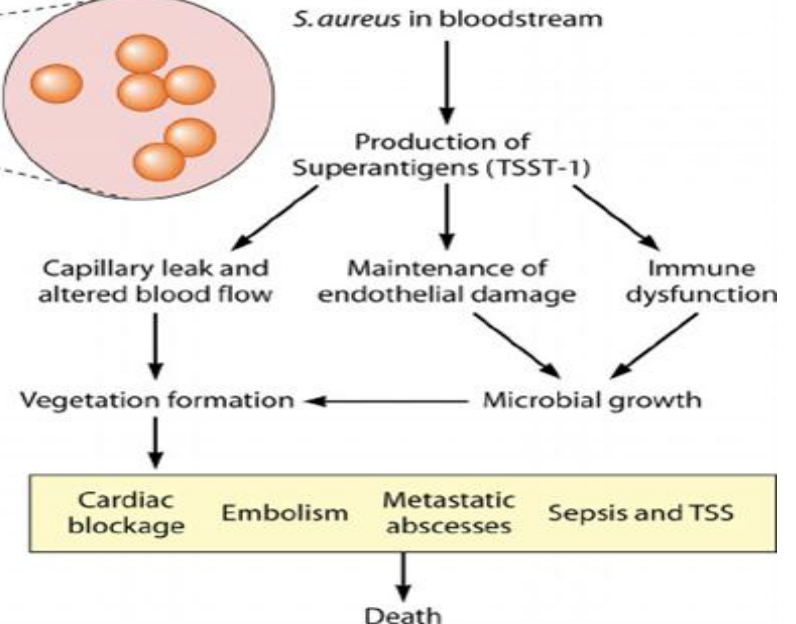 S. aureus in bloodstream
Production of
Superantigens (TSST-1)
Capillary leak and
altered blood flow
Maintenance of
endothelial damage
Immune
dysfunction
Vegetation formation
Microbial growth
Cardiac
blockage
Embolism
Metastatic
abscesses
Sepsis and TSS
Death